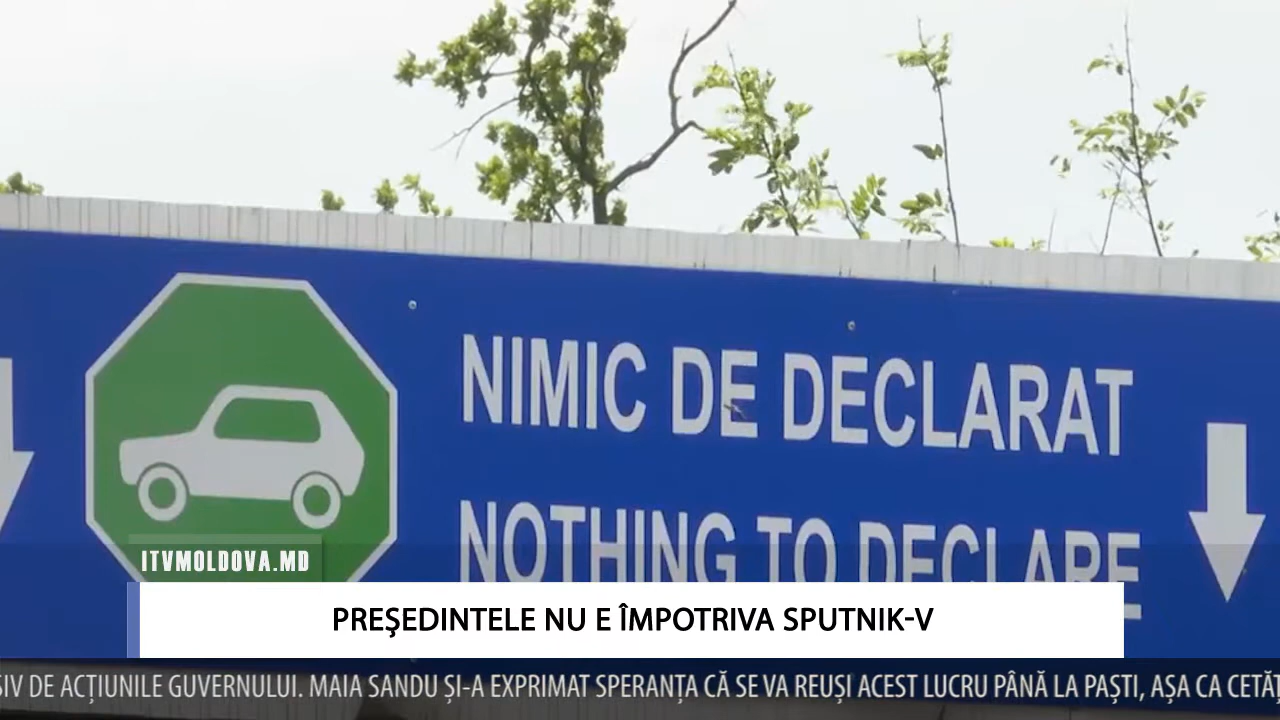 NIMIC DE DECLARAT
NOTHING TO DECLARE
ITVMOLDOVA.MD
PREŞEDINTELE NU E ÎMPOTRIVA SPUTNIK-V
DE ACȚIUNILE GUVERNULUI. MAIA SANDU ȘI-A EXPRIMAT SPERANȚA CĂ SE VA REUȘI ACEST LUCRU PÂNĂ LA PAȘTI, AȘA CA